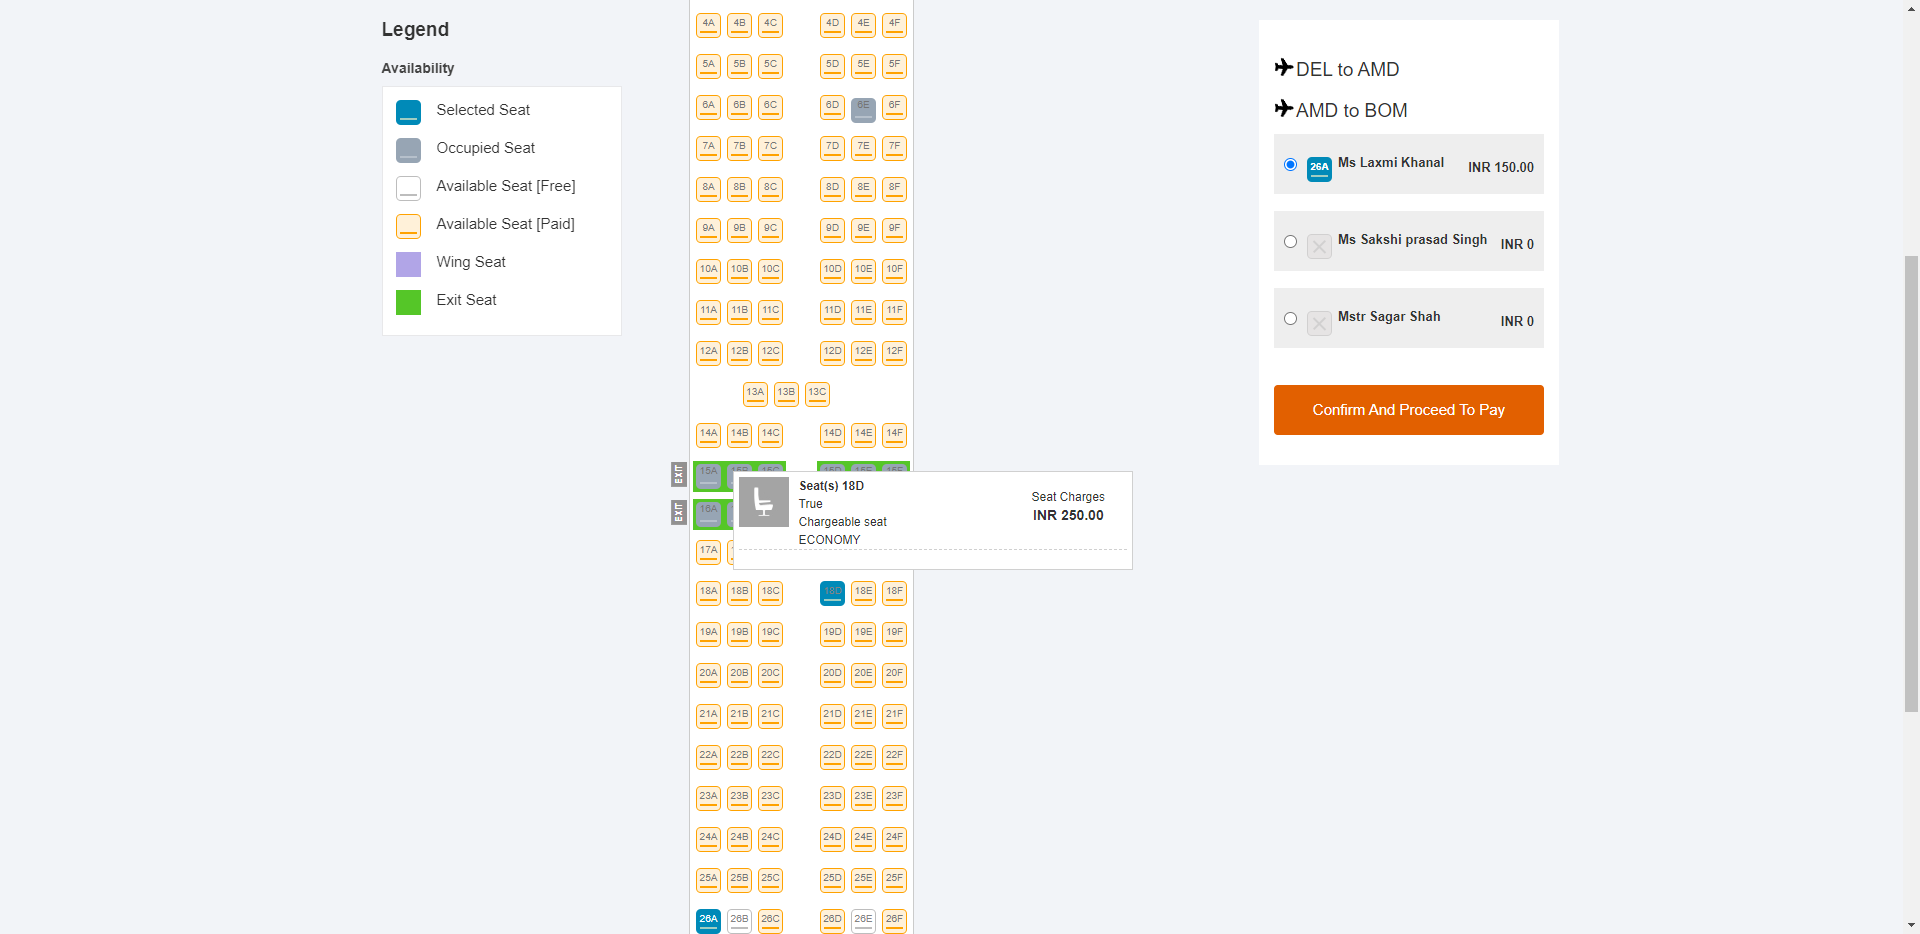 Legend
Availability
Selected Seat
Occupied Seat
Available Seat [Free]
Available Seat [Paid]
Wing Seat
Exit Seat
4A 4B 4C 4D 4E 4F
5A 5B 5C 5D 5E 5F
6A 6B 6C 6D 6E 6F
7A 7B 7C 7D 7E 7F
8A 8B 8C 8D 8E 8F
9A 9B 9C 9D 9E 9F
10A 10B 10C 10D 10E 10F
11A 11B 11C 11D 11E 11F
12A 12B 12C 12D 12E 12F
13A 13B 13C
14A 14B 14C 14D 14E 14F
EXIT 15A 15B 15C 15D 15E 15F
EXIT 16A
17A
Seat(s) 18D
True
Chargeable seat
ECONOMY
Seat Charges
INR 250.00
18A 18B 18C 18D 18E 18F
19A 19B 19C 19D 19E 19F
20A 20B 20C 20D 20E 20F
21A 21B 21C 21D 21E 21F
22A 22B 22C 22D 22E 22F
23A 23B 23C 23D 23E 23F
24A 24B 24C 24D 24E 24F
25A 25B 25C 25D 25E 25F
26A 26B 26C 26D 26E 26F
DEL to AMD
AMD to BOM
26A Ms Laxmi Khanal INR 150.00
Ms Sakshi prasad Singh INR 0
Mstr Sagar Shah INR 0
Confirm And Proceed To Pay